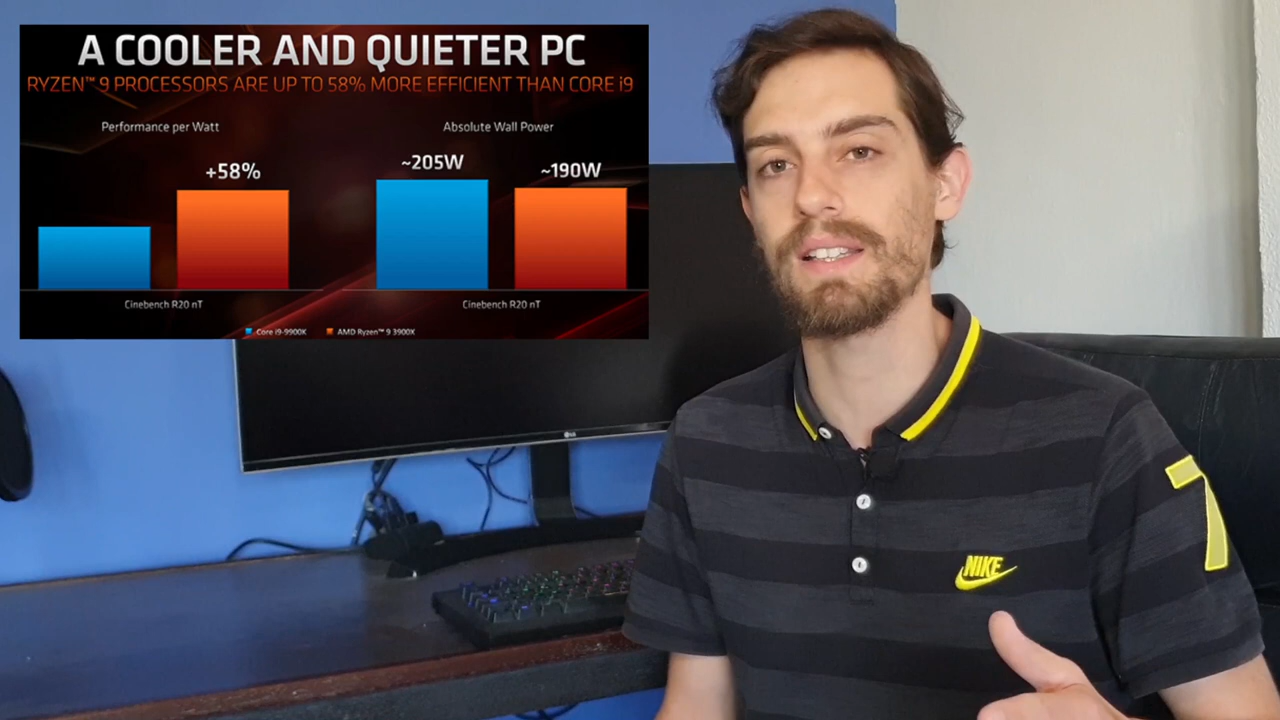 A COOLER AND QUIETER PC
RYZEN™ 9 PROCESSORS ARE UP TO 58% MORE EFFICIENT THAN CORE i9
Performance per Watt
Absolute Wall Power
+58%
~205W
~190W
Cinebench R20 nT
Cinebench R20 nT
Core i9-9900K
AMD Ryzen™ 9 3900X
LG
NIKE
7